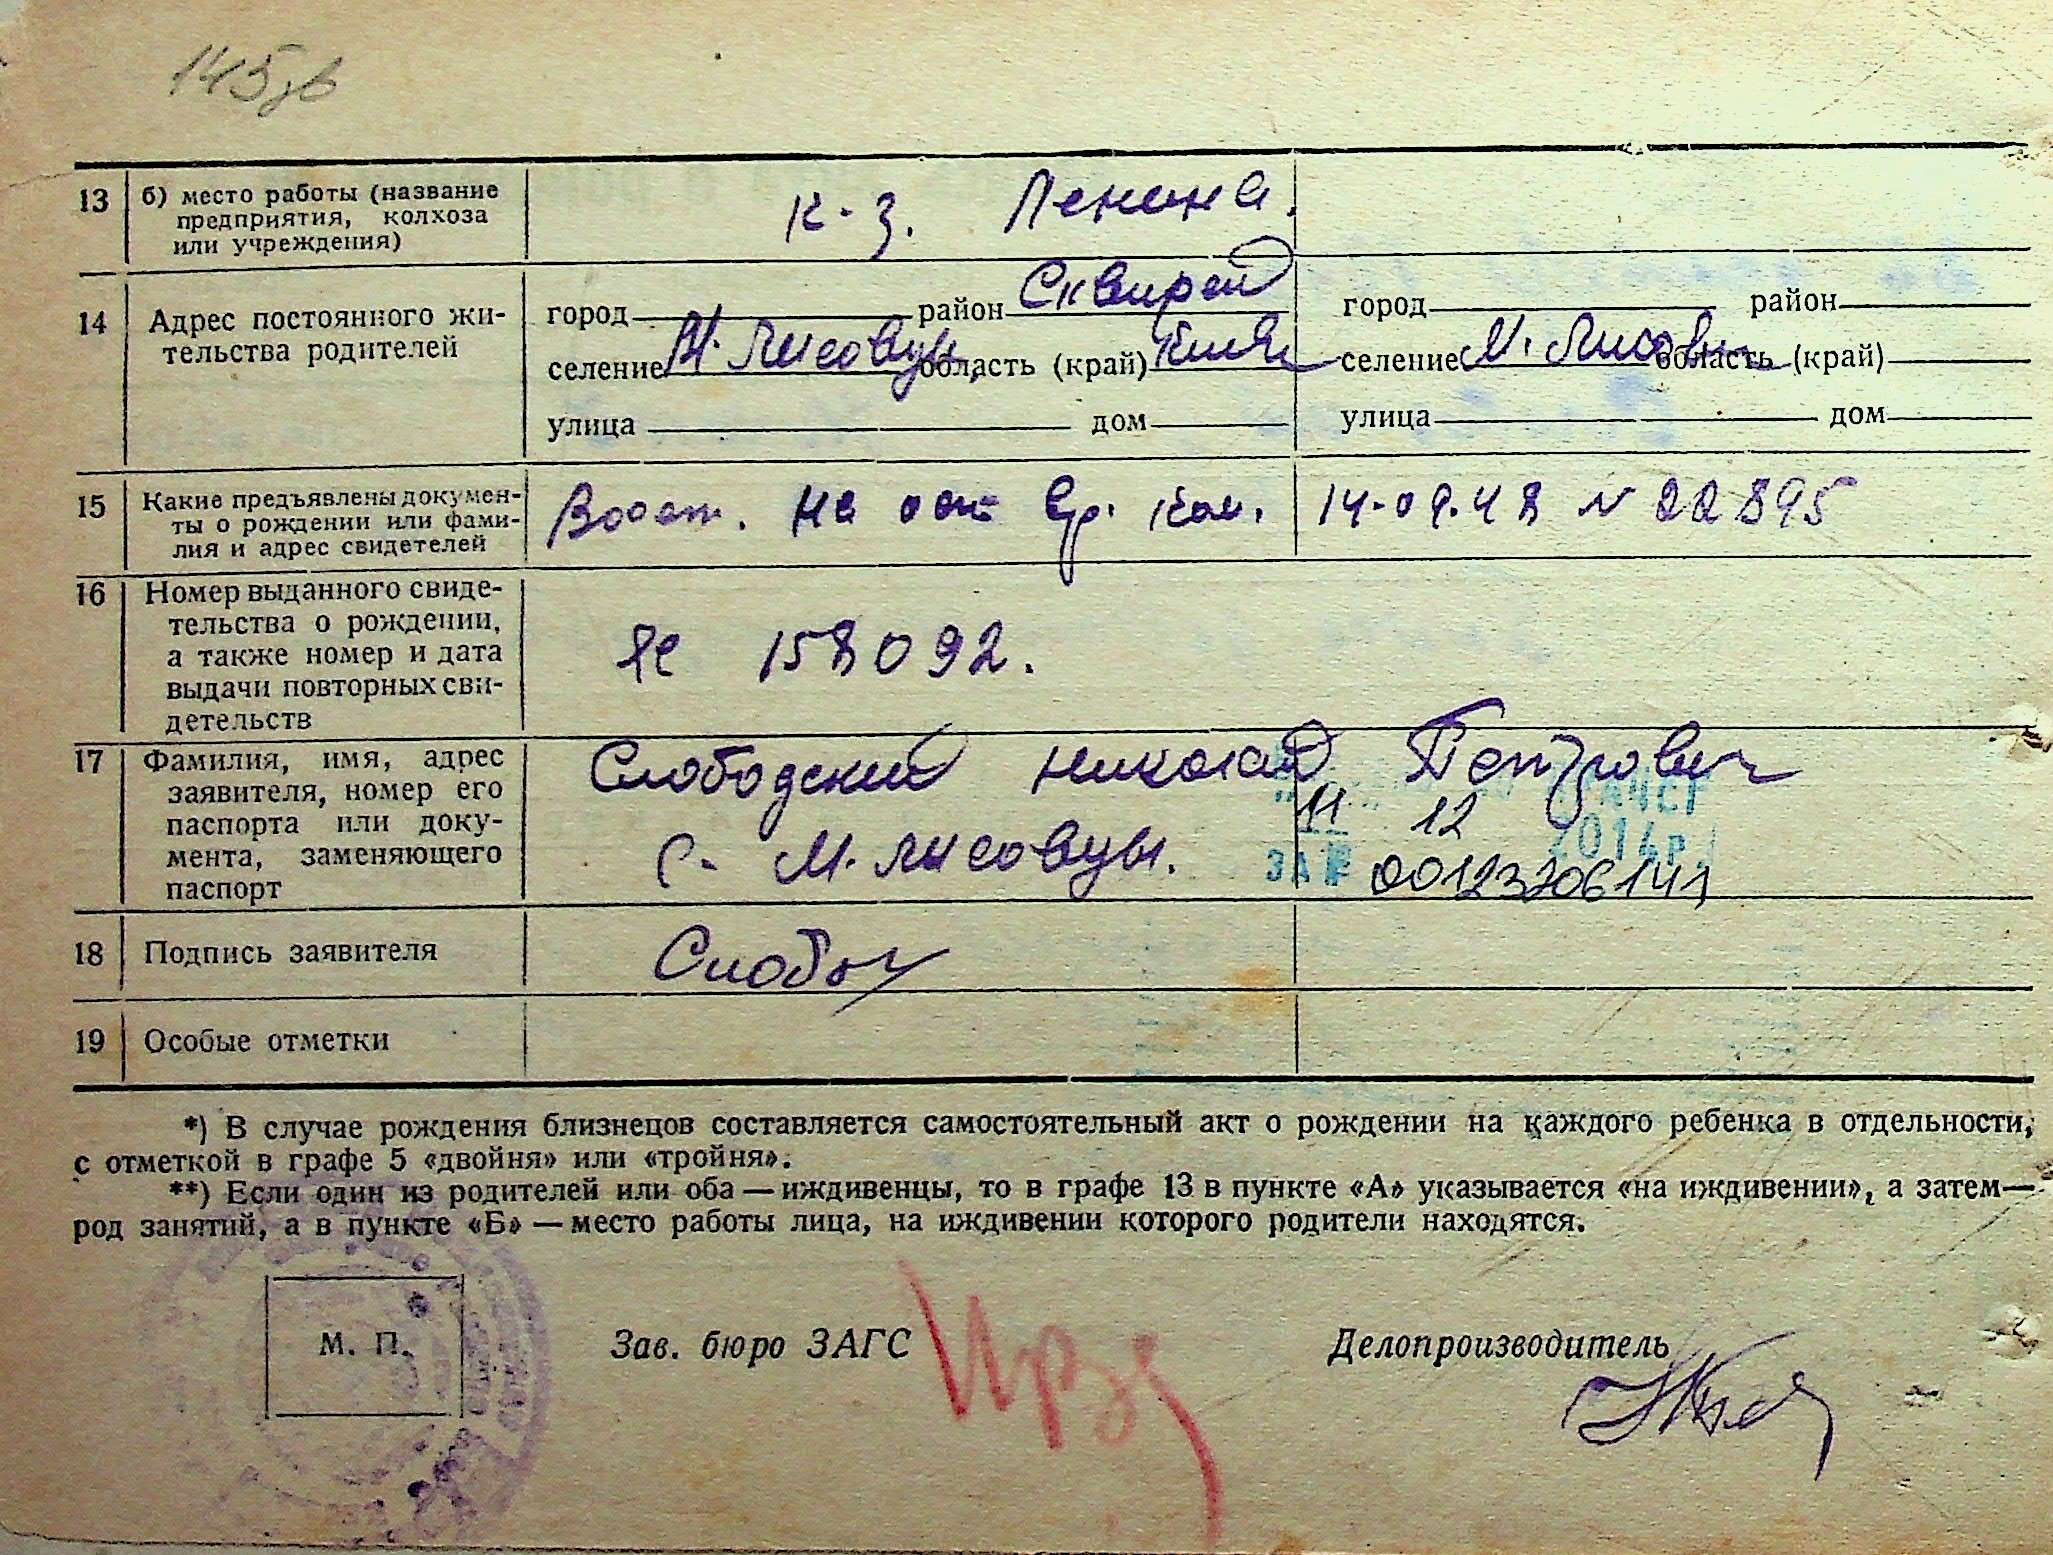 145зв
13 б) место работы (название
предприятия, колхоза
или учреждения)
к-з. Ленина.
14 Адрес постоянного жи-
тельства родителей
город район Сквирский
селение М. Лисовцы область (край) Киев
улица дом
город район
селение М. Лисовцы область (край)
улица дом
15 Какие предъявлены докумен-
ты о рождении или фами-
лия и адрес свидетелей
Восст. на осн вр. ком. 14-09.48 N 22895
16 Номер выданного свиде-
тельства о рождении,
а также номер и дата
выдачи повторных сви-
детельств
158092.
17 Фамилия, имя, адрес
заявителя, номер его
паспорта или доку-
мента, заменяющего
паспорт
Слободский Николай Петрович
с. М. Лисовцы.
11 12
2014р.
ЗА № 00123706141
18 Подпись заявителя
19 Особые отметки
*) В случае рождения близнецов составляется самостоятельный акт о рождении на каждого ребенка в отдельности,
с отметкой в графе 5 «двойня» или «тройня».
**) Если один из родителей или оба — иждивенцы, то в графе 13 в пункте «А» указывается «на иждивении», а затем—
род занятий, а в пункте «Б» — место работы лица, на иждивении которого родители находятся.
М. П. Зав. бюро ЗАГС Делопроизводитель